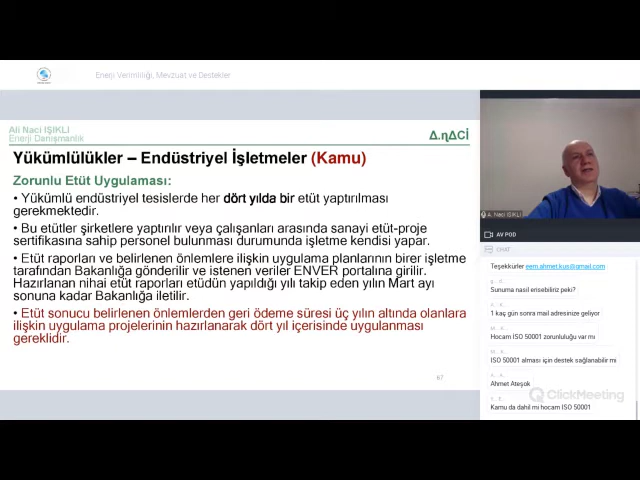 Enerji Verimliliği, Mevzuat ve Destekler
Ali Naci IŞIKLI
Enerji Danışmanlık
Yükümlülükler – Endüstriyel İşletmeler (Kamu)
Zorunlu Etüt Uygulaması:
• Yükümlü endüstriyel tesislerde her dört yılda bir etüt yaptırılması
gerekmektedir.
• Bu etütler şirketlere yaptırılır veya çalışanları arasında sanayi etüt-proje
sertifikasına sahip personel bulunması durumunda işletme kendisi yapar.
• Etüt raporları ve belirlenen önlemlere ilişkin uygulama planlarının birer işletme
tarafından Bakanlığa gönderilir ve istenen veriler ENVER portalına girilir.
Hazırlanan nihai etüt raporları etüdün yapıldığı yılı takip eden yılın Mart ayı
sonuna kadar Bakanlığa iletilir.
• Etüt sonucu belirlenen önlemlerden geri ödeme süresi üç yılın altında olanlara
ilişkin uygulama projelerinin hazırlanarak dört yıl içerisinde uygulanması
gereklidir.
67
A. Naci IŞIKLI
AV POD
CHAT
Teşekkürler eem.ahmet.kus@gmail.com
Sunuma nasıl erisebiliriz peki?
1 kaç gün sonra mail adresinize geliyor
Hocam ISO 50001 zorunluluğu var mı
ISO 50001 alması için destek sağlanabilir mi
Ahmet Ateşok
Kamu da dahil mi hocam ISO 50001
ClickMeeting